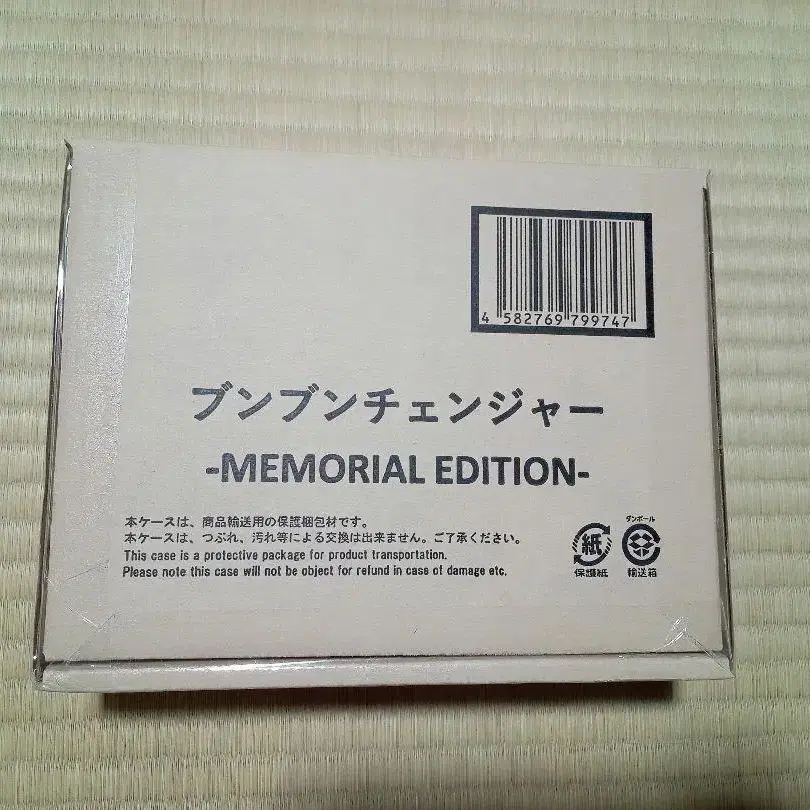 4 582769 799747
ブンブンチェンジャー
-MEMORIAL EDITION-
本ケースは、商品輸送用の保護梱包材です。
本ケースは、つぶれ、汚れ等による交換は出来ません。ご了承ください。
This case is a protective package for product transportation.
Please note this case will not be object for refund in case of damage etc.
紙
保護紙
ダンボール
輸送箱